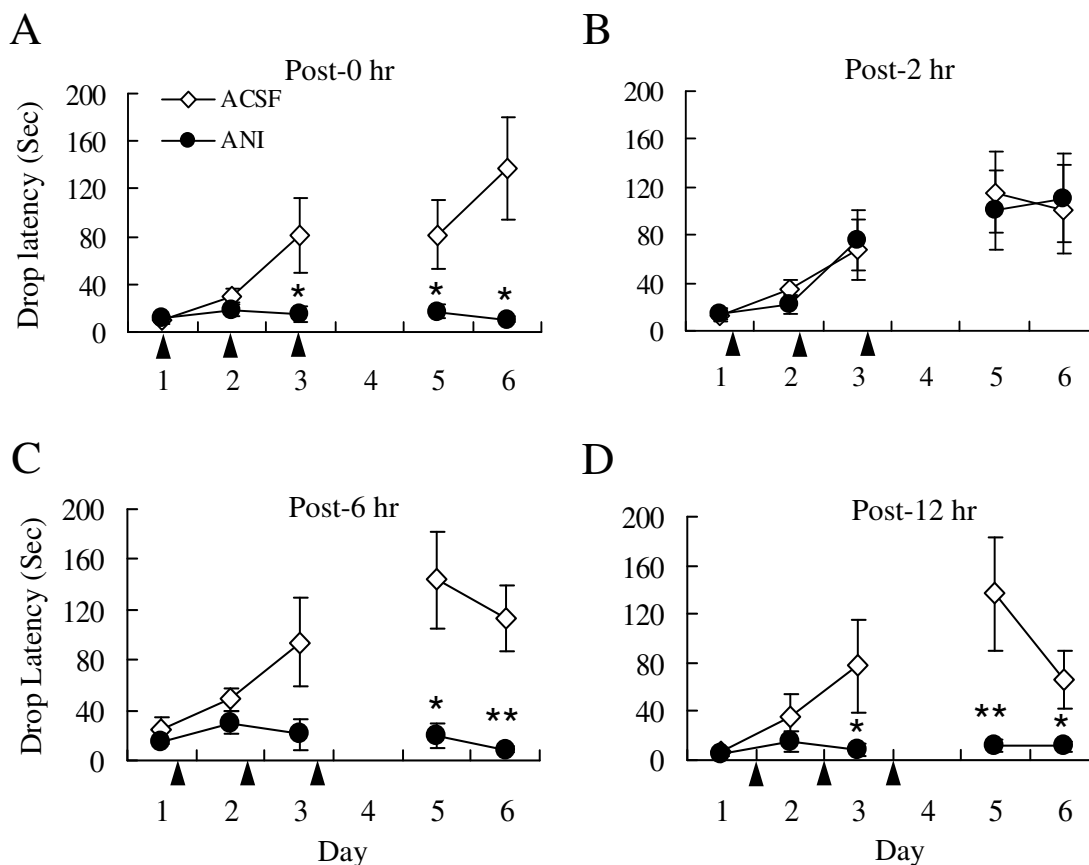 A
B
Post-0 hr
Post-2 hr
Drop latency (Sec)
200
160
120
80
40
0
ACSF
ANI
*
*
*
1 2 3 4 5 6
200
160
120
80
40
0
1 2 3 4 5 6
C
D
Post-6 hr
Post-12 hr
Drop Latency (Sec)
200
160
120
80
40
0
*
**
1 2 3 4 5 6
Day
200
160
120
80
40
0
*
**
*
1 2 3 4 5 6
Day